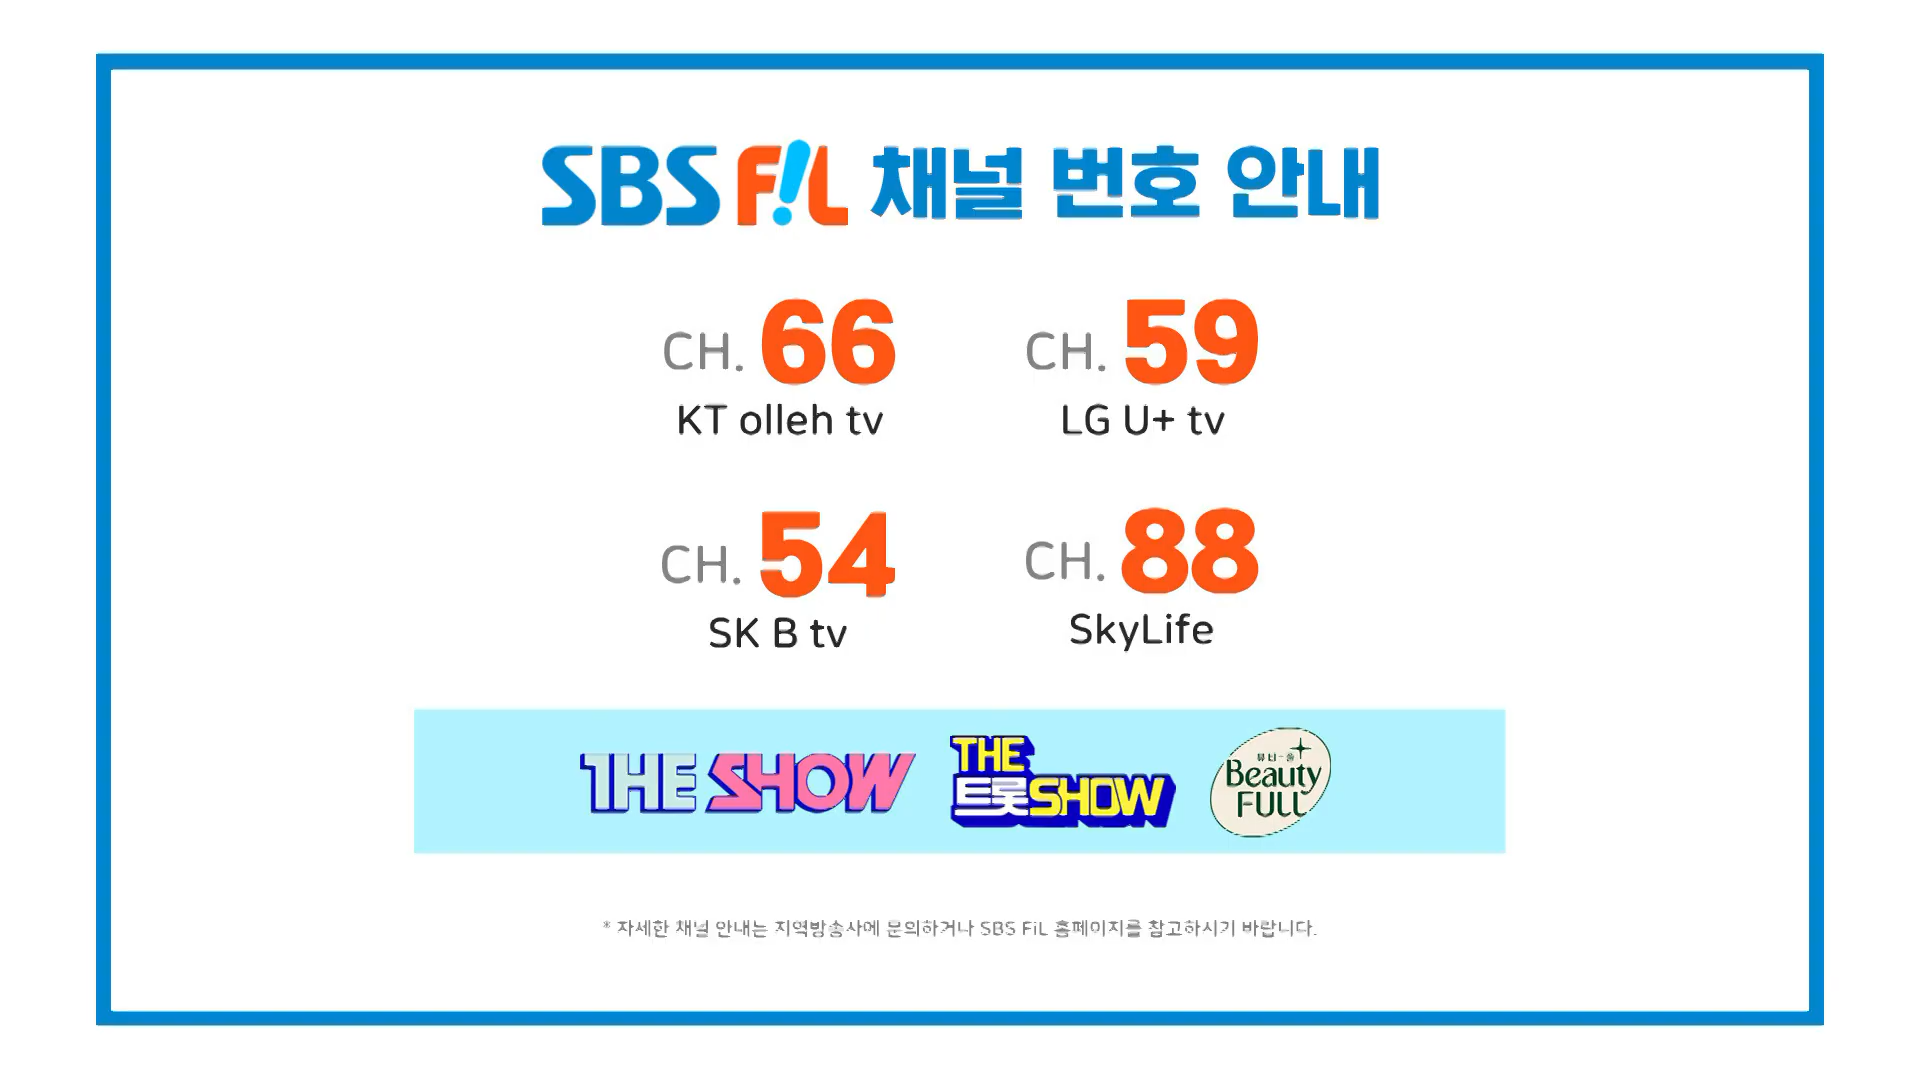 SBS F!L 채널 번호 안내
CH. 66
KT olleh tv
CH. 59
LG U+ tv
CH. 54
SK B tv
CH. 88
SkyLife
THE SHOW
THE
트롯SHOW
뷰티-풀
Beauty
FULL
* 자세한 채널 안내는 지역방송사에 문의하거나 SBS FiL 홈페이지를 참고하시기 바랍니다.